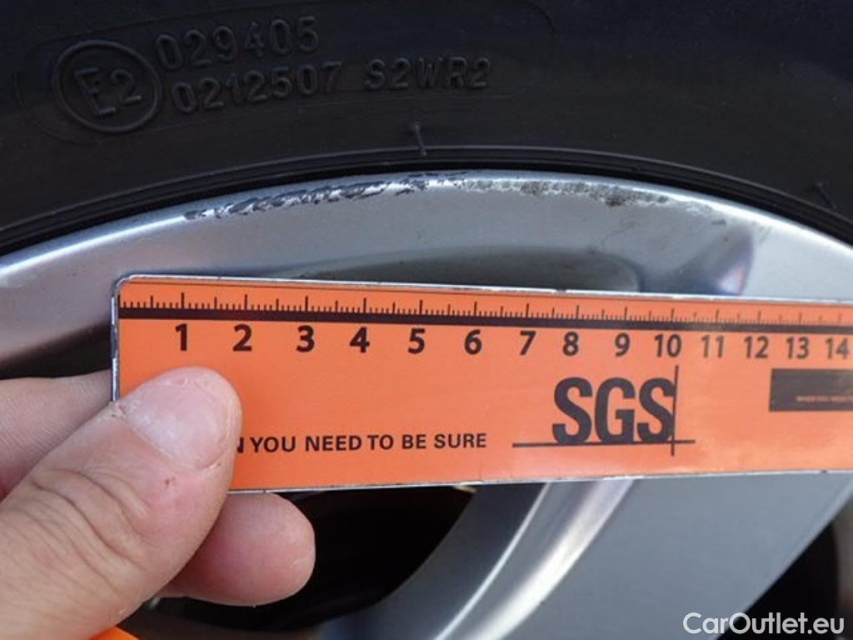 E2
029405
0212507 S2WR2
1 2 3 4 5 6 7 8 9 10 11 12 13 14
SGS
YOU NEED TO BE SURE
CarOutlet.eu